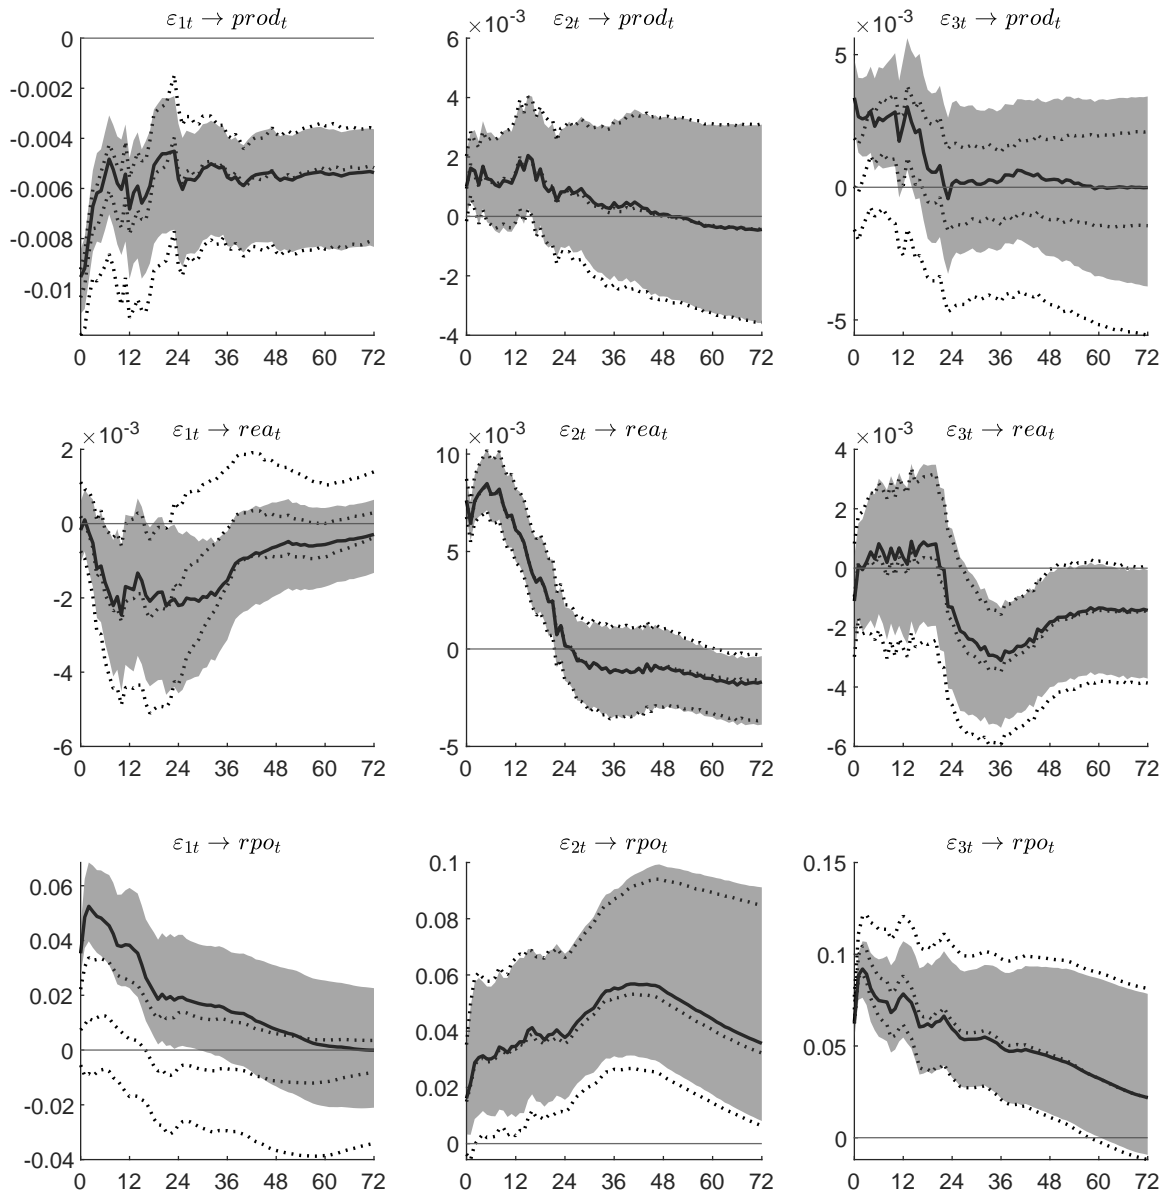 ε1t → prodt ε2t → prodt ε3t → prodt
×10-3 ×10-3
0 6 5
-0.002 4
-0.004 2
-0.006 0 0
-0.008 -2
-0.01 -4 -5
0 12 24 36 48 60 72 0 12 24 36 48 60 72 0 12 24 36 48 60 72
ε1t → reat ε2t → reat ε3t → reat
×10-3 ×10-3 ×10-3
2 10 4
0 5 2
-2 0 0
-4 -2
-6 -5 -4
-6
0 12 24 36 48 60 72 0 12 24 36 48 60 72 0 12 24 36 48 60 72
ε1t → rpot ε2t → rpot ε3t → rpot
0.06 0.1 0.15
0.04 0.08 0.1
0.02 0.06 0.05
0 0.04 0
-0.02 0.02
-0.04 0
0 12 24 36 48 60 72 0 12 24 36 48 60 72 0 12 24 36 48 60 72